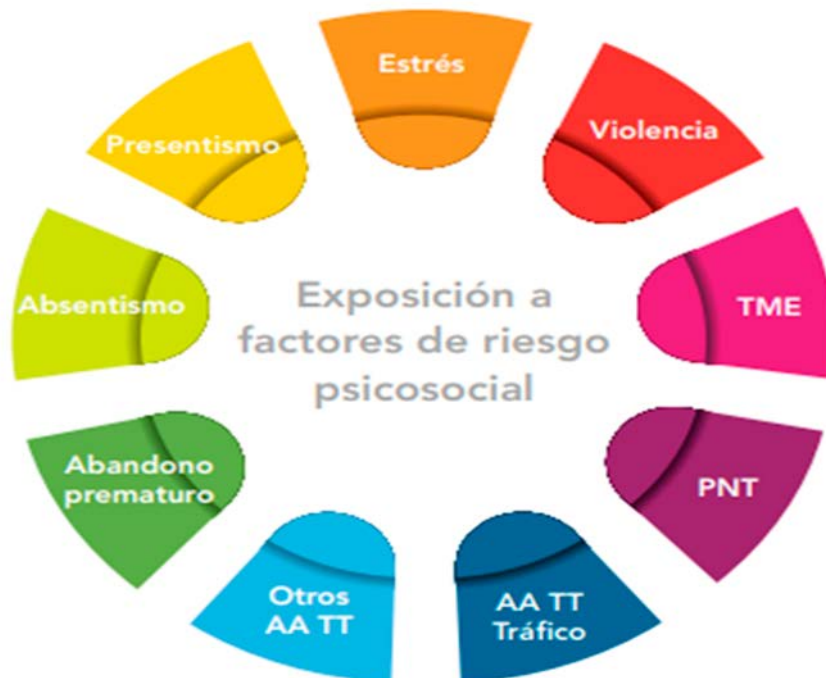 Estrés
Violencia
TME
PNT
AA TT
Tráfico
Otros
AA TT
Abandono
prematuro
Absentismo
Presentismo
Exposición a
factores de riesgo
psicosocial